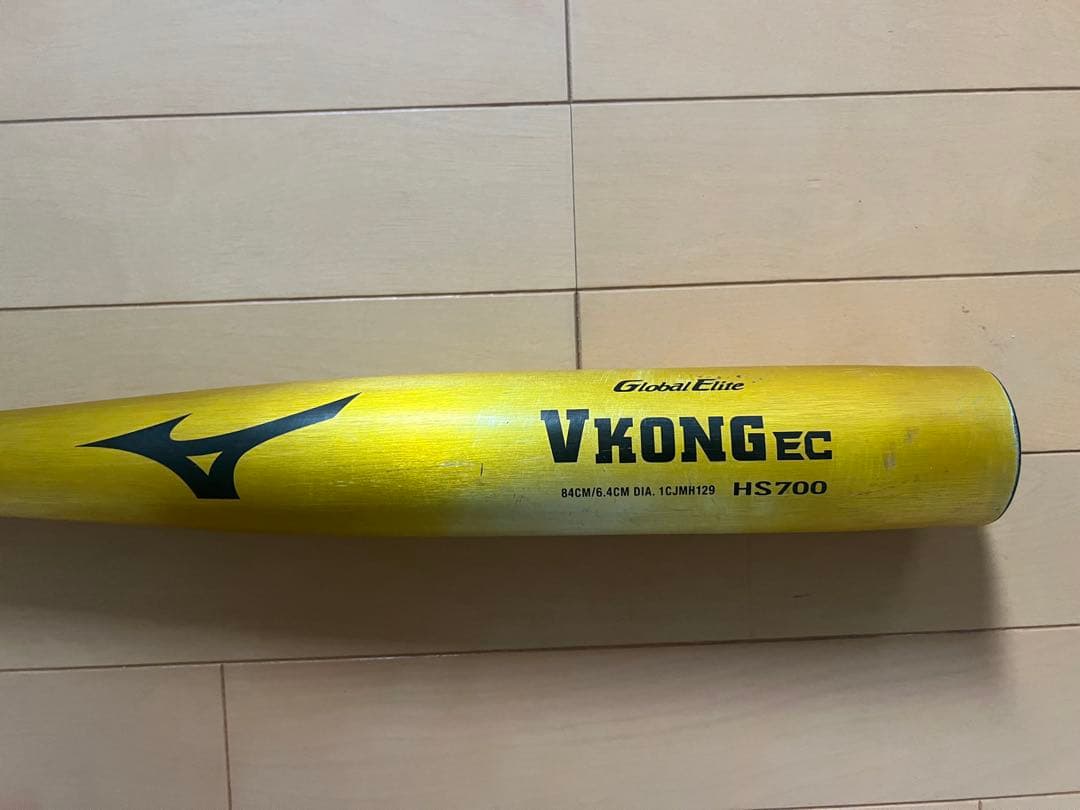 Global Elite
VKONG EC
84CM/6.4CM DIA. 1CJMH129 HS700